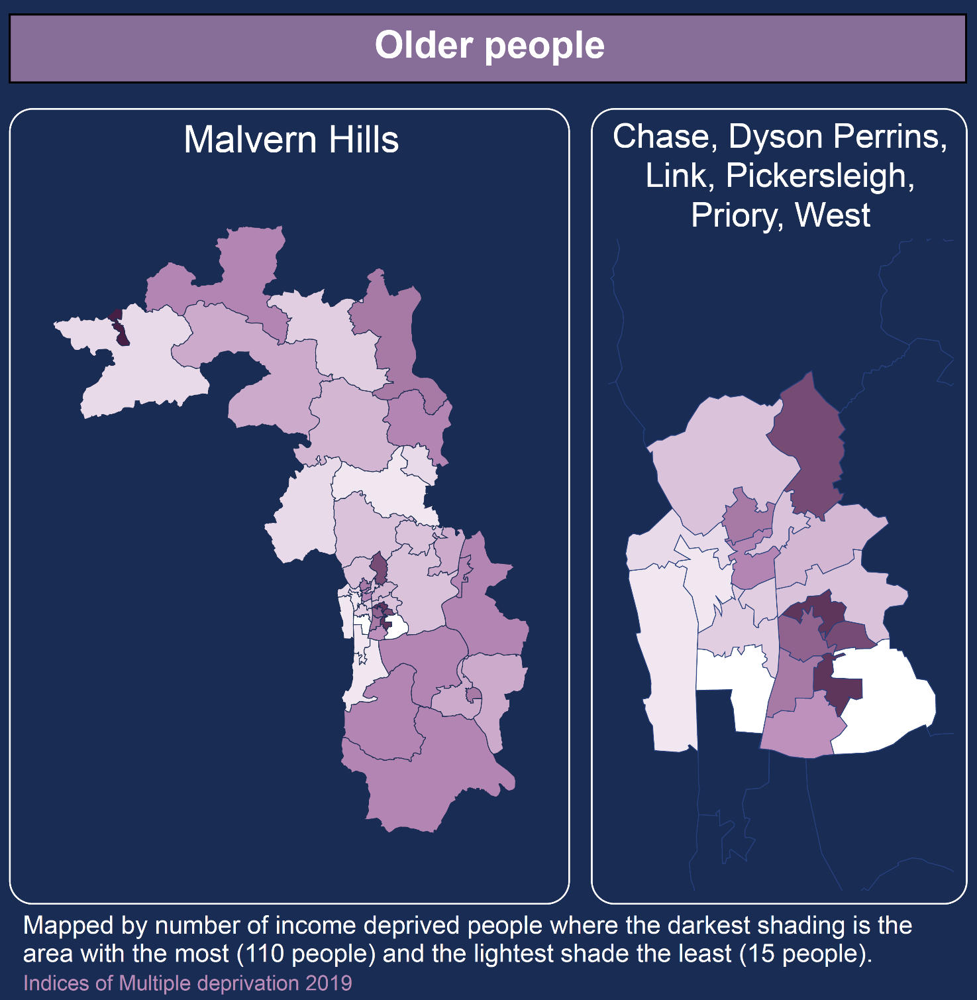 Older people
Malvern Hills
Chase, Dyson Perrins,
Link, Pickersleigh,
Priory, West
Mapped by number of income deprived people where the darkest shading is the
area with the most (110 people) and the lightest shade the least (15 people).
Indices of Multiple deprivation 2019